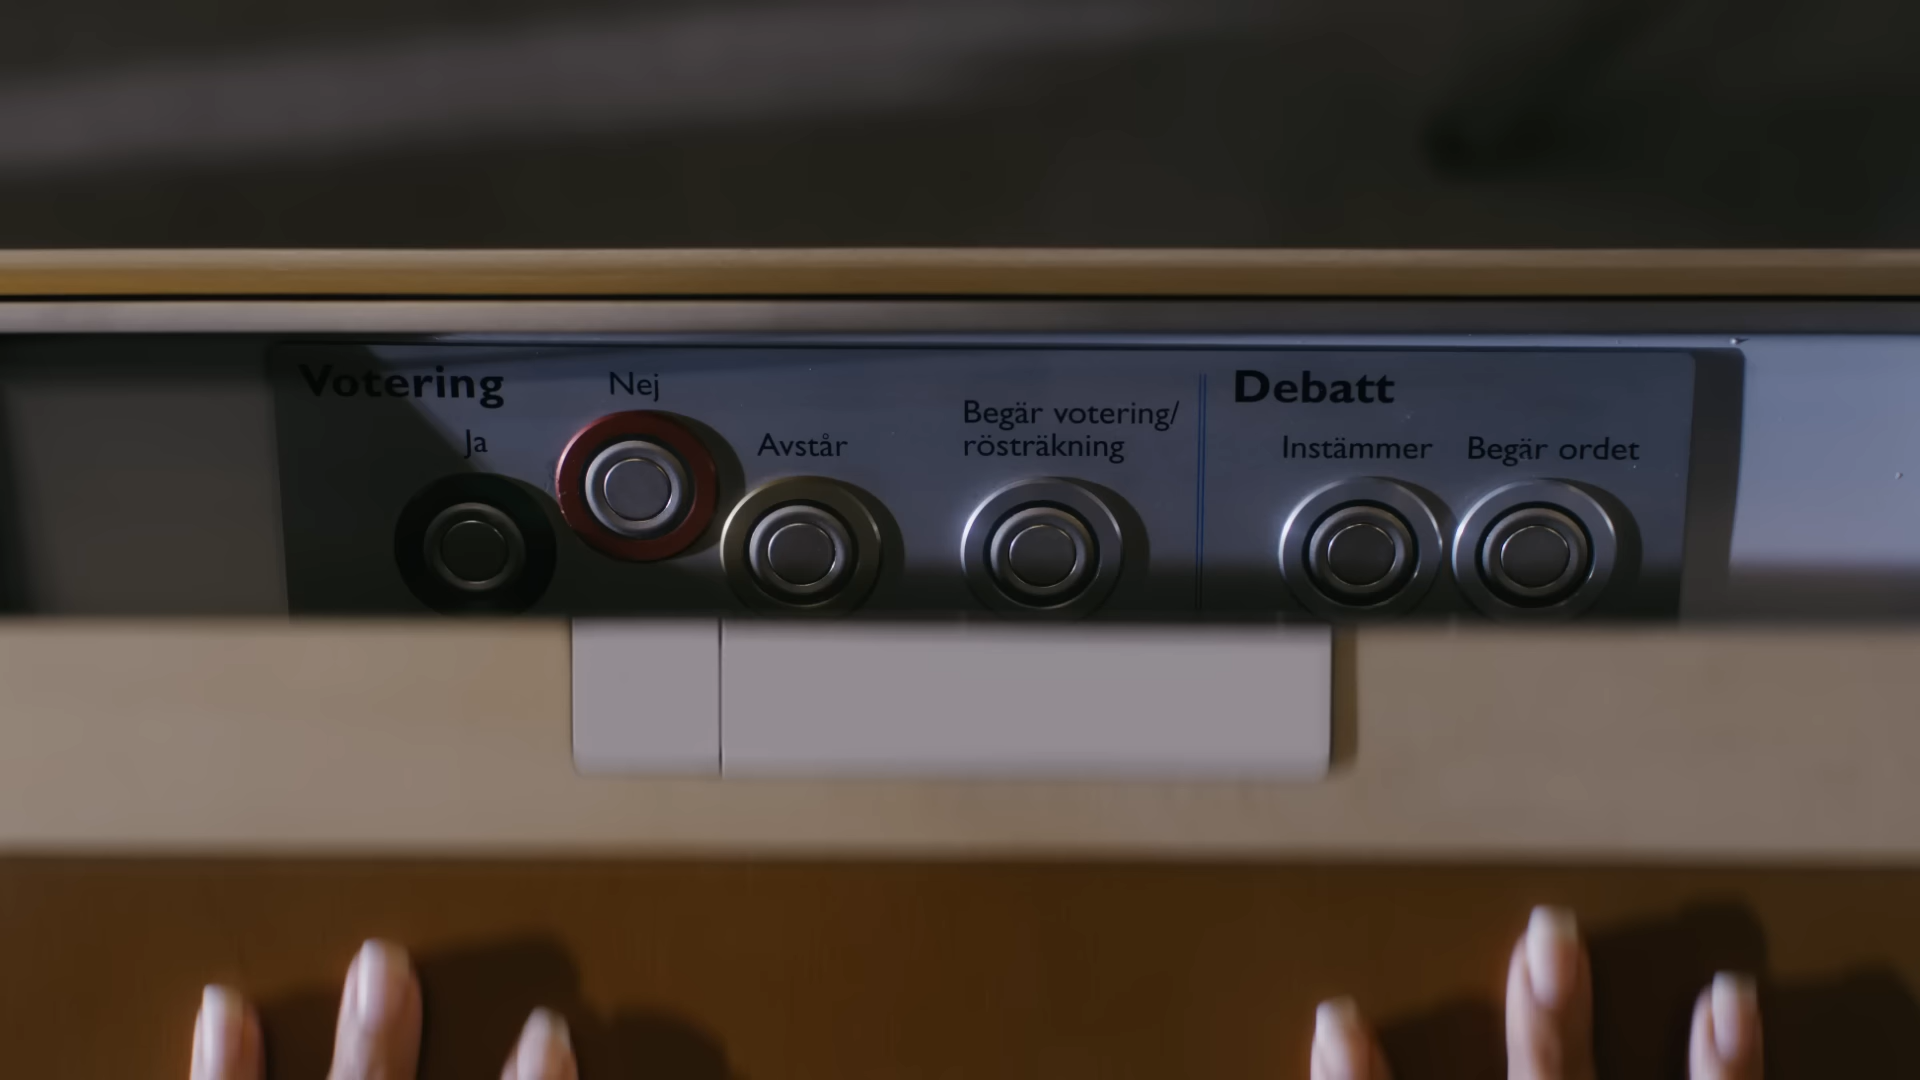 Votering
Ja
Nej
Avstår
Begär votering/
rösträkning
Debatt
Instämmer
Begär ordet